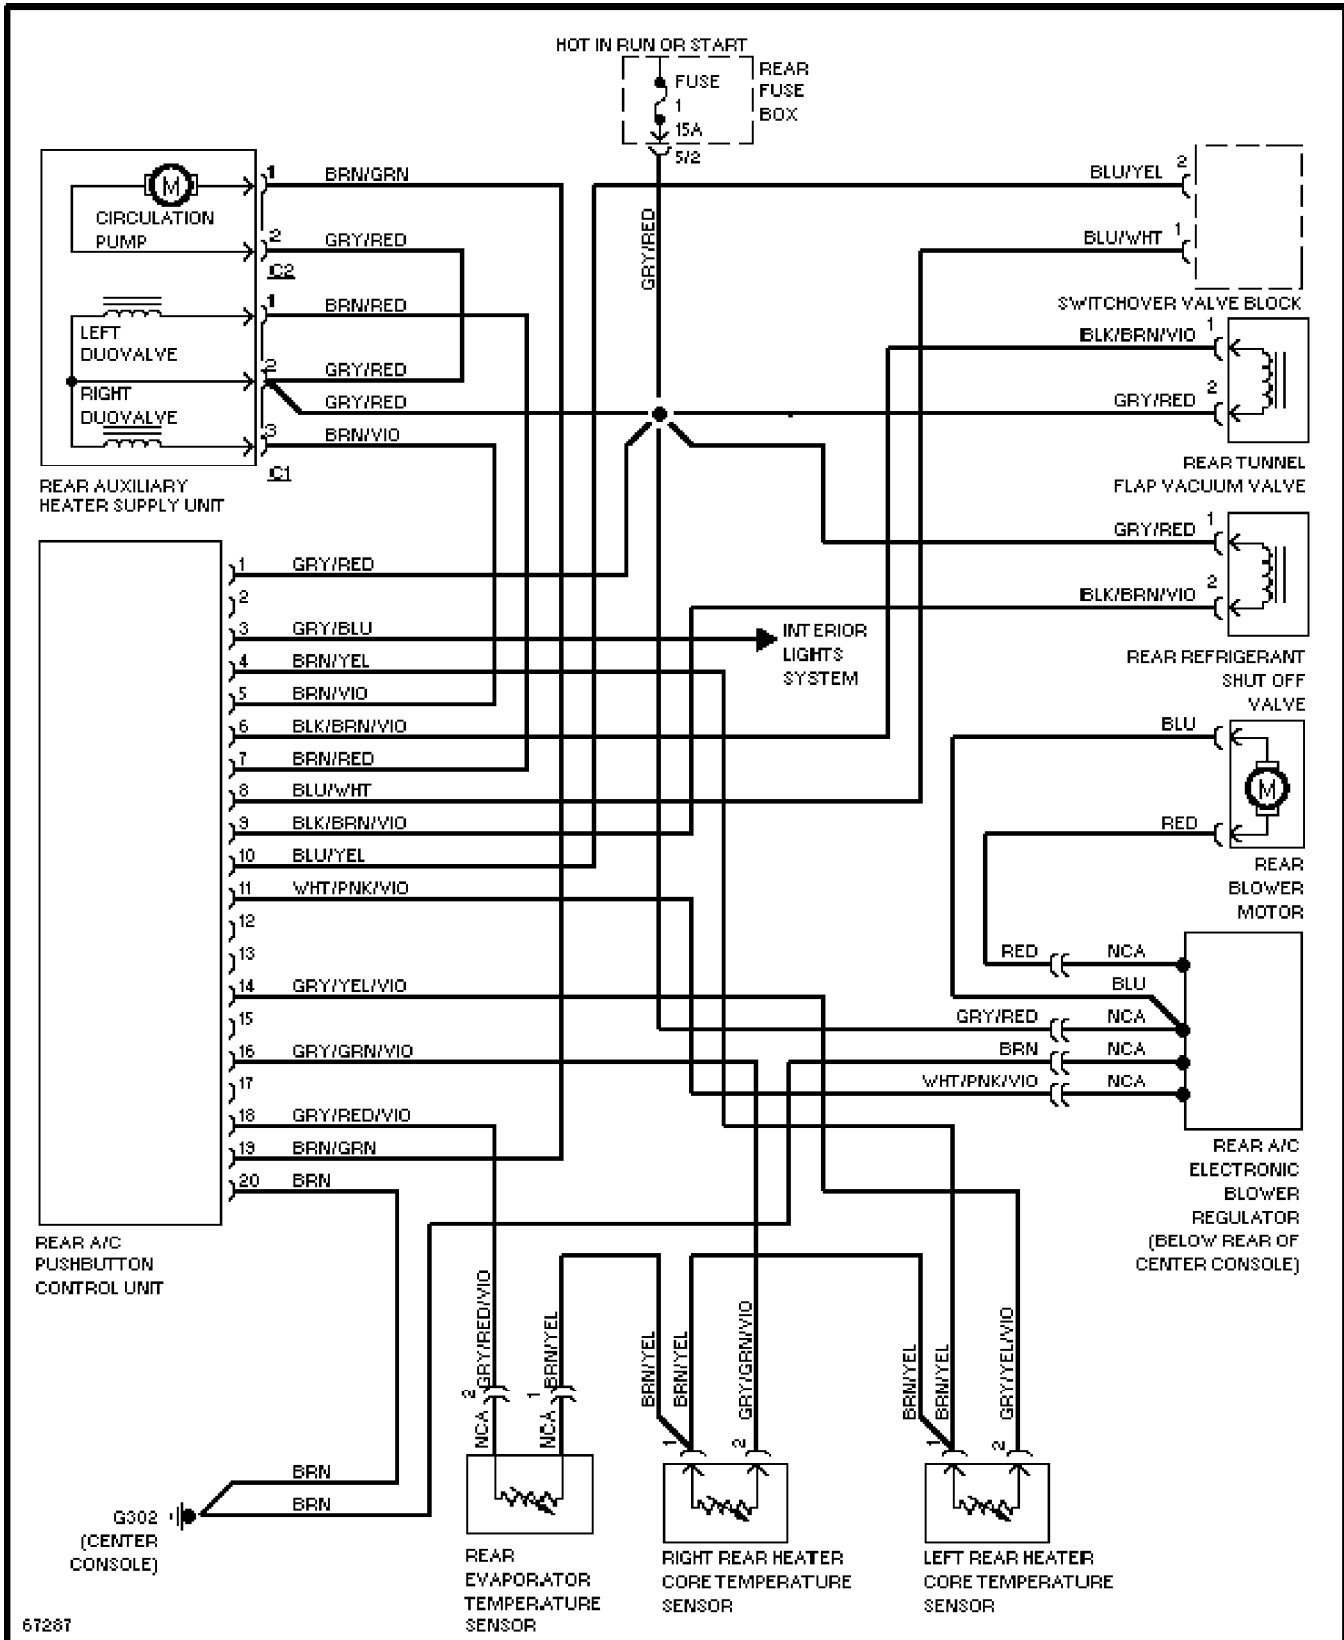 HOT IN RUN OR START
FUSE
1
15A
REAR
FUSE
BOX
5/2
GRY/RED
M
CIRCULATION
PUMP
1
BRN/GRN
2
GRY/RED
C2
1
BRN/RED
LEFT
DUOVALVE
2
GRY/RED
RIGHT
DUOVALVE
GRY/RED
3
BRN/VIO
C1
REAR AUXILIARY
HEATER SUPPLY UNIT
BLU/YEL
2
BLU/WHT
1
SWITCHOVER VALVE BLOCK
BLK/BRN/VIO
1
GRY/RED
2
REAR TUNNEL
FLAP VACUUM VALVE
GRY/RED
1
BLK/BRN/VIO
2
REAR REFRIGERANT
SHUT OFF
VALVE
BLU
M
RED
REAR
BLOWER
MOTOR
1 GRY/RED
2
3 GRY/BLU
INTERIOR
LIGHTS
SYSTEM
4 BRN/YEL
5 BRN/VIO
6 BLK/BRN/VIO
7 BRN/RED
8 BLU/WHT
9 BLK/BRN/VIO
10 BLU/YEL
11 WHT/PNK/VIO
12
13
14 GRY/YEL/VIO
15
16 GRY/GRN/VIO
17
18 GRY/RED/VIO
19 BRN/GRN
20 BRN
REAR A/C
PUSHBUTTON
CONTROL UNIT
RED NCA
BLU
GRY/RED NCA
BRN NCA
WHT/PNK/VIO NCA
REAR A/C
ELECTRONIC
BLOWER
REGULATOR
(BELOW REAR OF
CENTER CONSOLE)
NCA 2 GRY/RED/VIO
NCA 1 BRN/YEL
BRN/YEL
BRN/YEL
1
GRY/GRN/VIO
2
BRN/YEL
BRN/YEL
1
GRY/YEL/VIO
2
BRN
BRN
G302
(CENTER
CONSOLE)
REAR
EVAPORATOR
TEMPERATURE
SENSOR
RIGHT REAR HEATER
CORE TEMPERATURE
SENSOR
LEFT REAR HEATER
CORE TEMPERATURE
SENSOR
67287